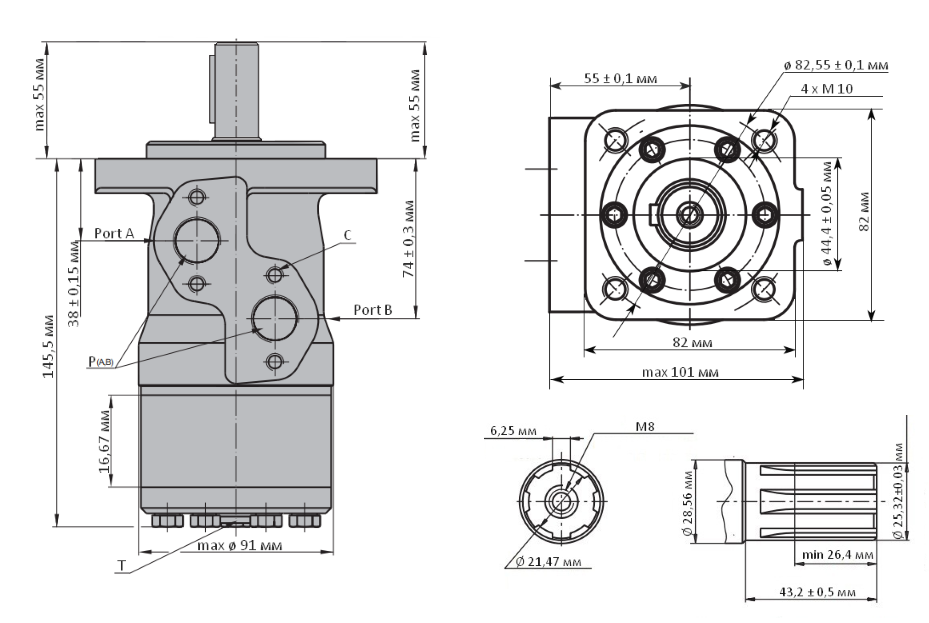 max 55 мм
max 55 мм
Port A
C
38 ± 0,15 мм
74 ± 0,3 мм
Port B
145,5 мм
P(A,B)
16,67 мм
max ø 91 мм
T
55 ± 0,1 мм
ø 82,55 ± 0,1 мм
4 x M 10
ø 44,4 ± 0,05 мм
82 мм
82 мм
max 101 мм
6,25 мм
M8
Ø 21,47 мм
Ø 28,56 мм
Ø 25,32±0,03 мм
min 26,4 мм
43,2 ± 0,5 мм